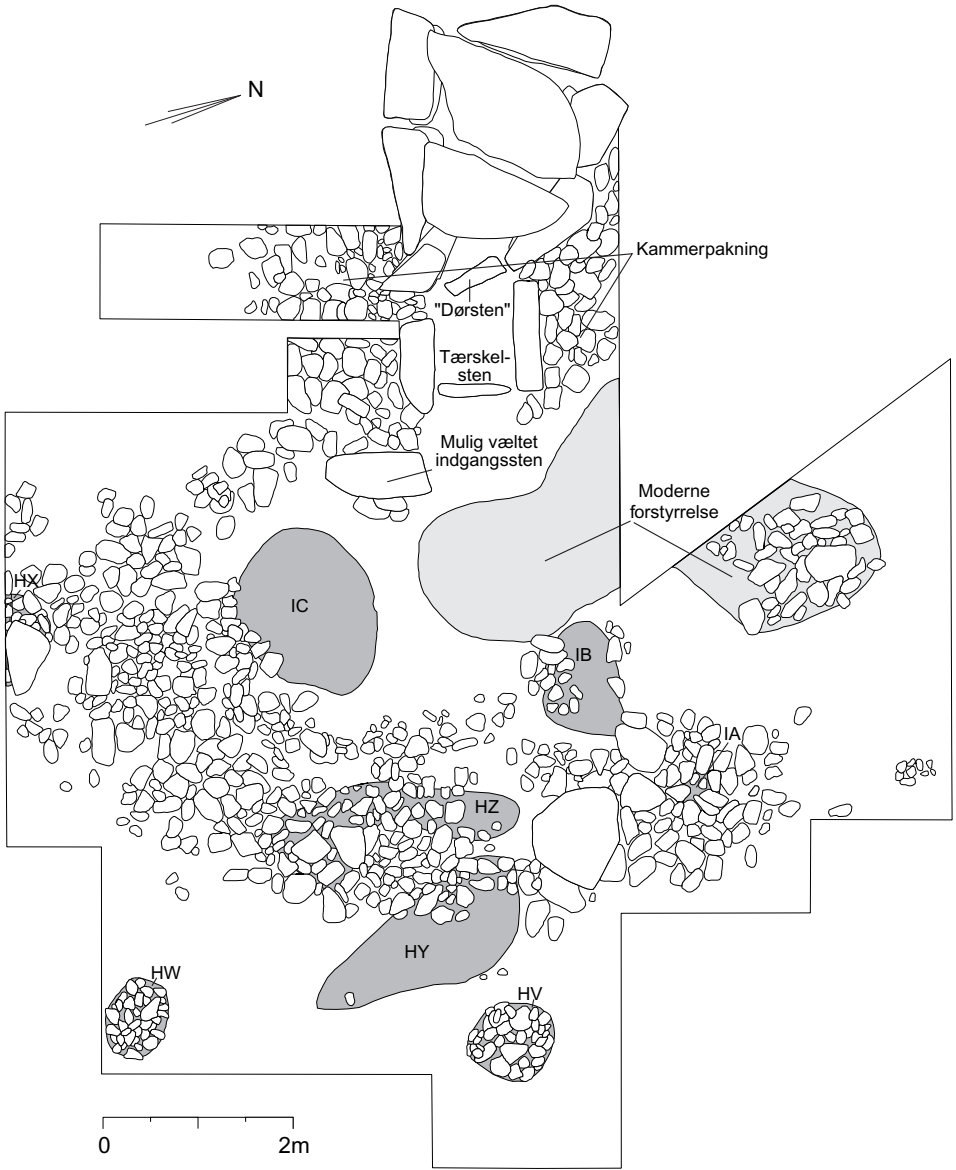 N
Kammerpakning
"Dørsten"
Tærskel-
sten
Mulig væltet
indgangssten
Moderne
forstyrrelse
HX
IC
IB
IA
HZ
HY
HW
HV
0 2m